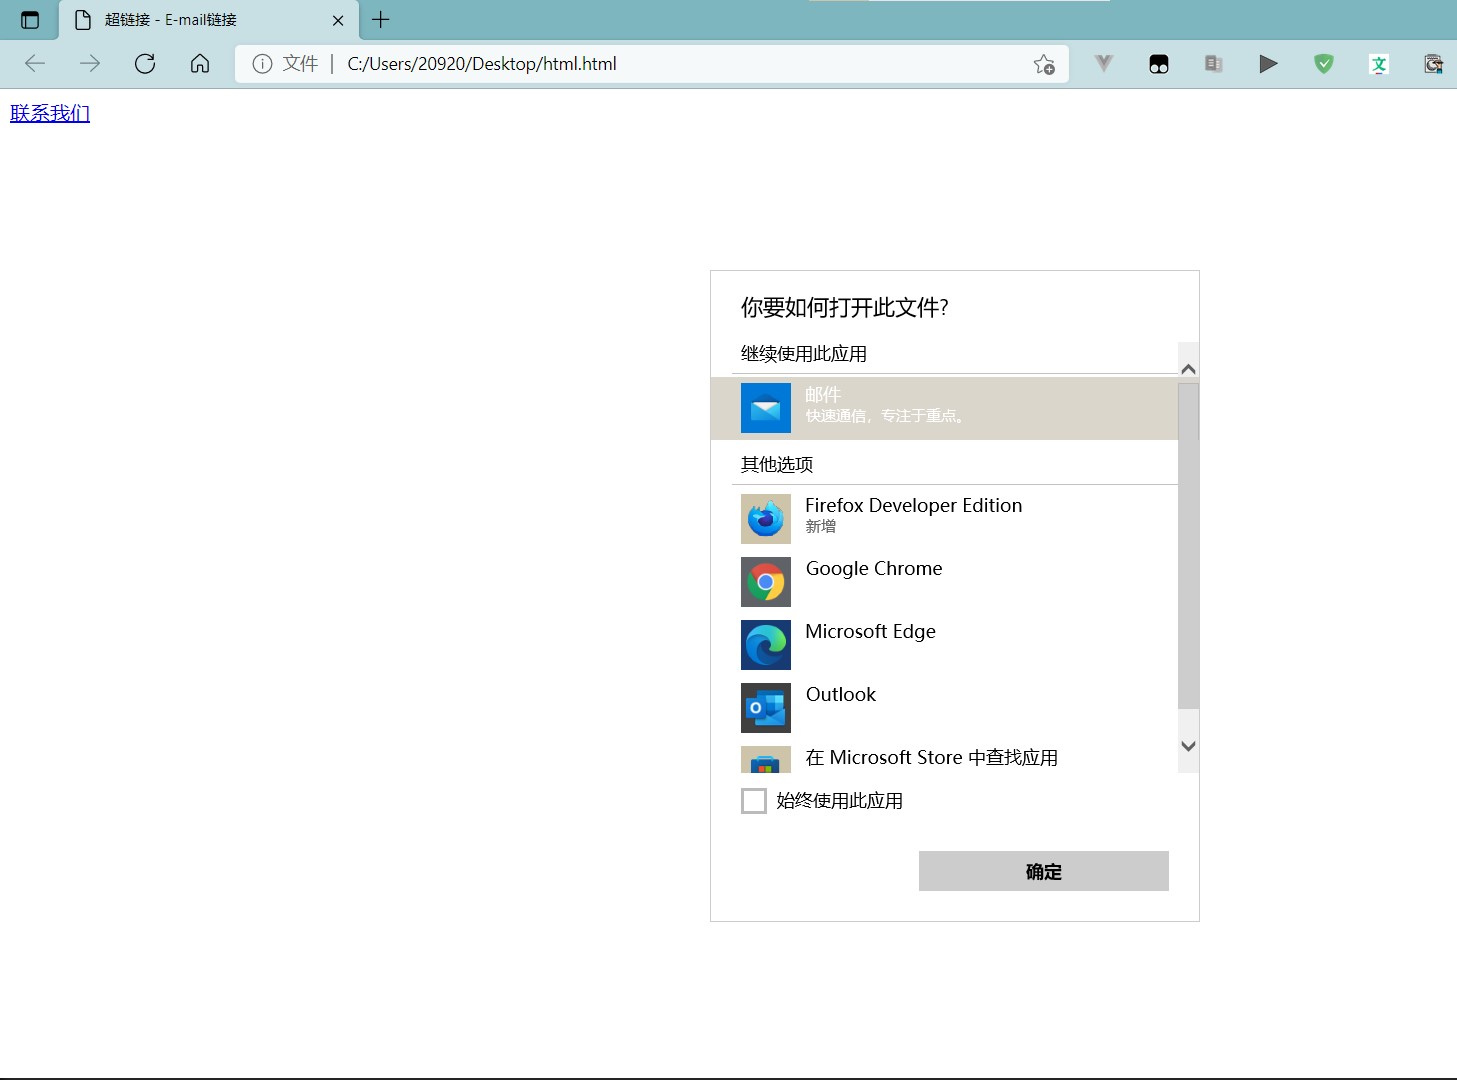 超链接 - E-mail链接
文件 | C:/Users/20920/Desktop/html.html
联系我们
你要如何打开此文件?
继续使用此应用
邮件
快速通信，专注于重点。
其他选项
Firefox Developer Edition
新增
Google Chrome
Microsoft Edge
Outlook
在 Microsoft Store 中查找应用
始终使用此应用
确定